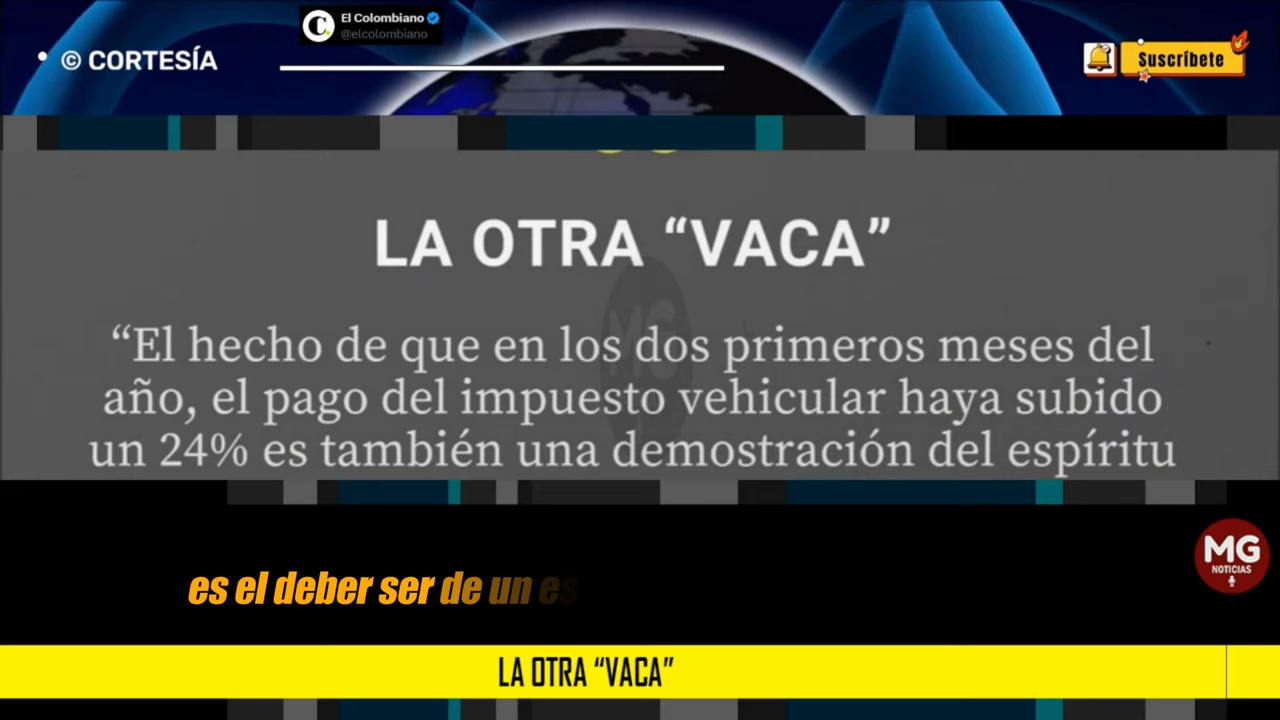 El Colombiano
@elcolombiano
© CORTESÍA
Suscríbete
LA OTRA “VACA”
“El hecho de que en los dos primeros meses del
año, el pago del impuesto vehicular haya subido
un 24% es también una demostración del espíritu
MG
NOTICIAS
es el deber ser de un es
LA OTRA “VACA”